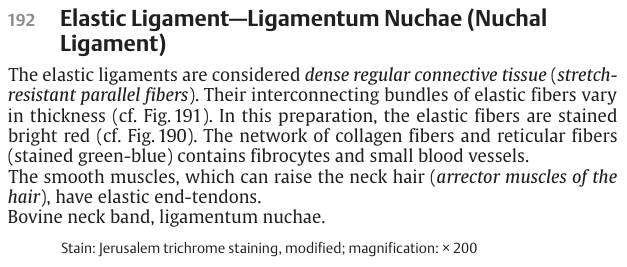 192 Elastic Ligament—Ligamentum Nuchae (Nuchal
Ligament)
The elastic ligaments are considered dense regular connective tissue (stretch-
resistant parallel fibers). Their interconnecting bundles of elastic fibers vary
in thickness (cf. Fig. 191). In this preparation, the elastic fibers are stained
bright red (cf. Fig. 190). The network of collagen fibers and reticular fibers
(stained green-blue) contains fibrocytes and small blood vessels.
The smooth muscles, which can raise the neck hair (arrector muscles of the
hair), have elastic end-tendons.
Bovine neck band, ligamentum nuchae.
Stain: Jerusalem trichrome staining, modified; magnification: × 200